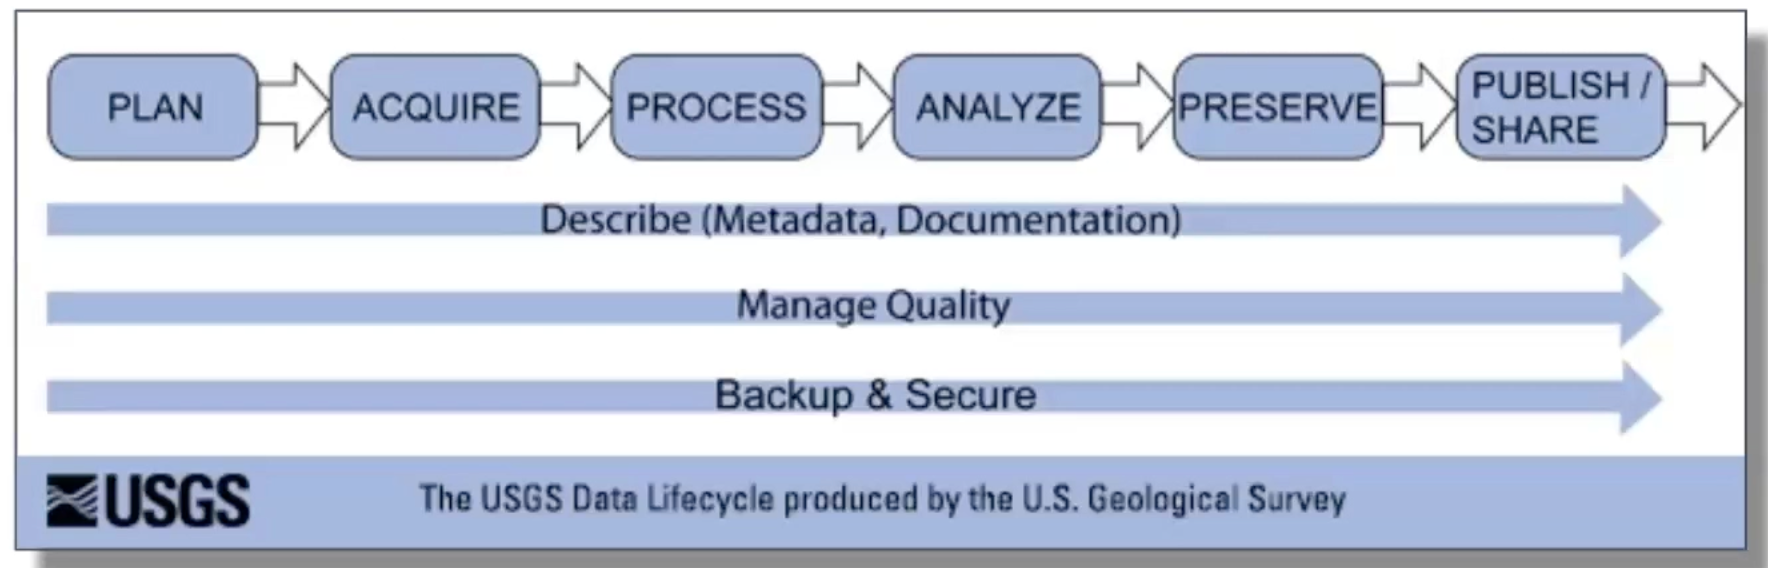 PLAN
ACQUIRE
PROCESS
ANALYZE
PRESERVE
PUBLISH /
SHARE
Describe (Metadata, Documentation)
Manage Quality
Backup & Secure
USGS
The USGS Data Lifecycle produced by the U.S. Geological Survey